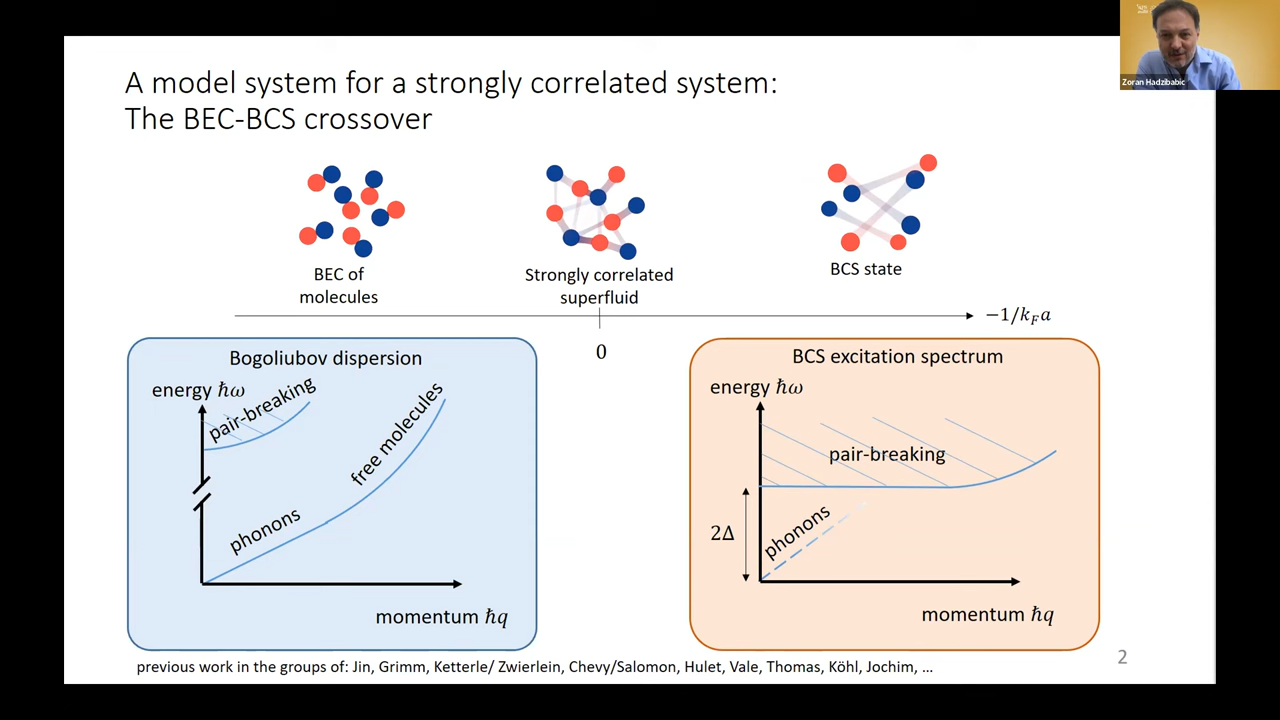 A model system for a strongly correlated system:
The BEC-BCS crossover
Zoran Hadzibabic
BEC of
molecules
Strongly correlated
superfluid
BCS state
−1/k_F a
0
Bogoliubov dispersion
energy ℏω
pair-breaking
free molecules
phonons
momentum ℏq
BCS excitation spectrum
energy ℏω
pair-breaking
2Δ
phonons
momentum ℏq
previous work in the groups of: Jin, Grimm, Ketterle/ Zwierlein, Chevy/Salomon, Hulet, Vale, Thomas, Köhl, Jochim, ...
2